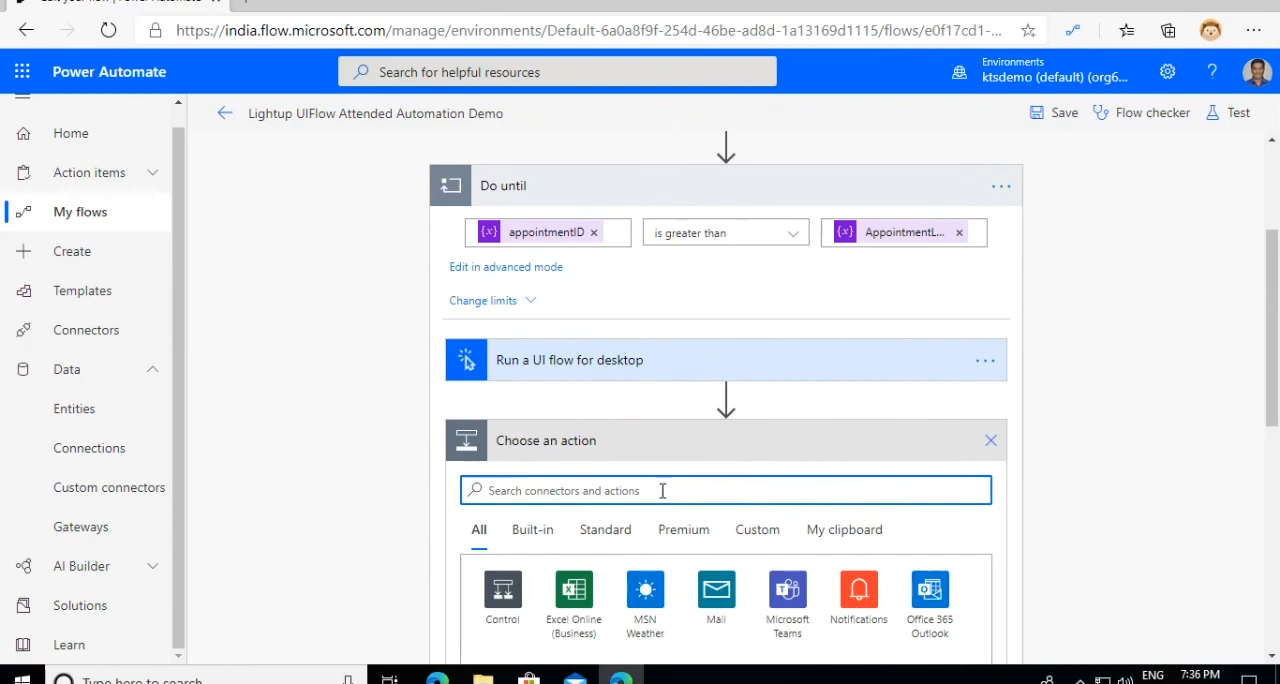 https://india.flow.microsoft.com/manage/environments/Default-6a0a8f9f-254d-46be-ad8d-1a13169d1115/flows/e0f17cd1-...
Power Automate
Search for helpful resources
Environments
ktsdemo (default) (org6...
Home
Action items
My flows
Create
Templates
Connectors
Data
Entities
Connections
Custom connectors
Gateways
AI Builder
Solutions
Learn
Lightup UIFlow Attended Automation Demo
Save
Flow checker
Test
Do until
{x} appointmentID ×
is greater than
{x} AppointmentL... ×
Edit in advanced mode
Change limits
Run a UI flow for desktop
Choose an action
Search connectors and actions
All
Built-in
Standard
Premium
Custom
My clipboard
Control
Excel Online
(Business)
MSN
Weather
Mail
Microsoft
Teams
Notifications
Office 365
Outlook
Type here to search
ENG
7:36 PM